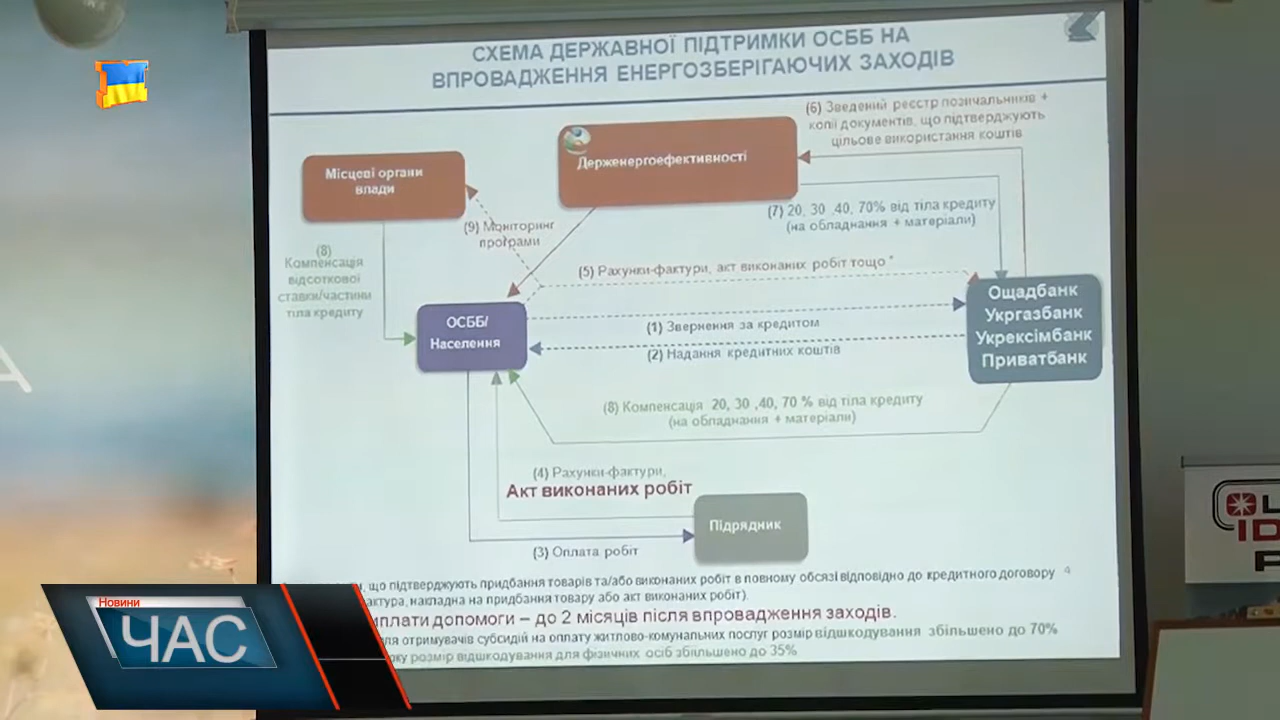 СХЕМА ДЕРЖАВНОЇ ПІДТРИМКИ ОСББ НА
ВПРОВАДЖЕННЯ ЕНЕРГОЗБЕРІГАЮЧИХ ЗАХОДІВ
(6) Зведений реєстр позичальників +
копії документів, що підтверджують
цільове використання коштів
Держенергоефективності
Місцеві органи
влади
(7) 20, 30 ,40, 70% від тіла кредиту
(на обладнання + матеріали)
(9) Моніторинг
програми
(8)
Компенсація
відсоткової
ставки/частини
тіла кредиту
(5) Рахунки-фактури, акт виконаних робіт тощо *
ОСББ/
Населення
(1) Звернення за кредитом
(2) Надання кредитних коштів
Ощадбанк
Укргазбанк
Укрексімбанк
Приватбанк
(8) Компенсація 20, 30 ,40, 70 % від тіла кредиту
(на обладнання + матеріали)
(4) Рахунки-фактури,
Акт виконаних робіт
Підрядник
(3) Оплата робіт
, що підтверджують придбання товарів та/або виконаних робіт в повному обсязі відповідно до кредитного договору
актура, накладна на придбання товару або акт виконаних робіт).
иплати допомоги – до 2 місяців після впровадження заходів.
для отримувачів субсидій на оплату житлово-комунальних послуг розмір відшкодування збільшено до 70%
оку розмір відшкодування для фізичних осіб збільшено до 35%
4
Новини
ЧАС
ID